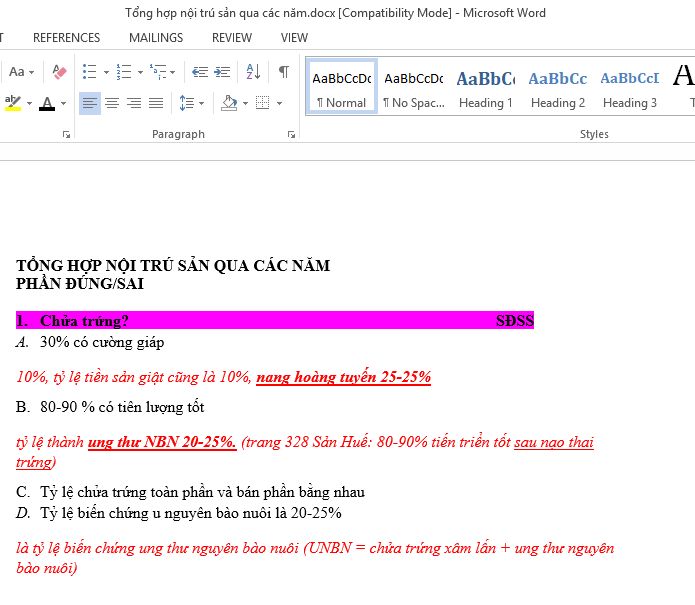 Tổng hợp nội trú sản qua các năm.docx [Compatibility Mode] - Microsoft Word
T REFERENCES MAILINGS REVIEW VIEW
Aa
AaBbCcDc AaBbCcDc AaBbC AaBbCc AaBbCcI A
ab A ¶ Normal ¶ No Spac... Heading 1 Heading 2 Heading 3 T
Paragraph Styles
TỔNG HỢP NỘI TRÚ SẢN QUA CÁC NĂM
PHẦN ĐÚNG/SAI
1. Chửa trứng? SĐSS
A. 30% có cường giáp
10%, tỷ lệ tiền sản giật cũng là 10%, nang hoàng tuyến 25-25%
B. 80-90 % có tiên lượng tốt
tỷ lệ thành ung thư NBN 20-25%. (trang 328 Sản Huế: 80-90% tiến triển tốt sau nạo thai
trứng)
C. Tỷ lệ chửa trứng toàn phần và bán phần bằng nhau
D. Tỷ lệ biến chứng u nguyên bào nuôi là 20-25%
là tỷ lệ biến chứng ung thư nguyên bào nuôi (UNBN = chửa trứng xâm lấn + ung thư nguyên
bào nuôi)